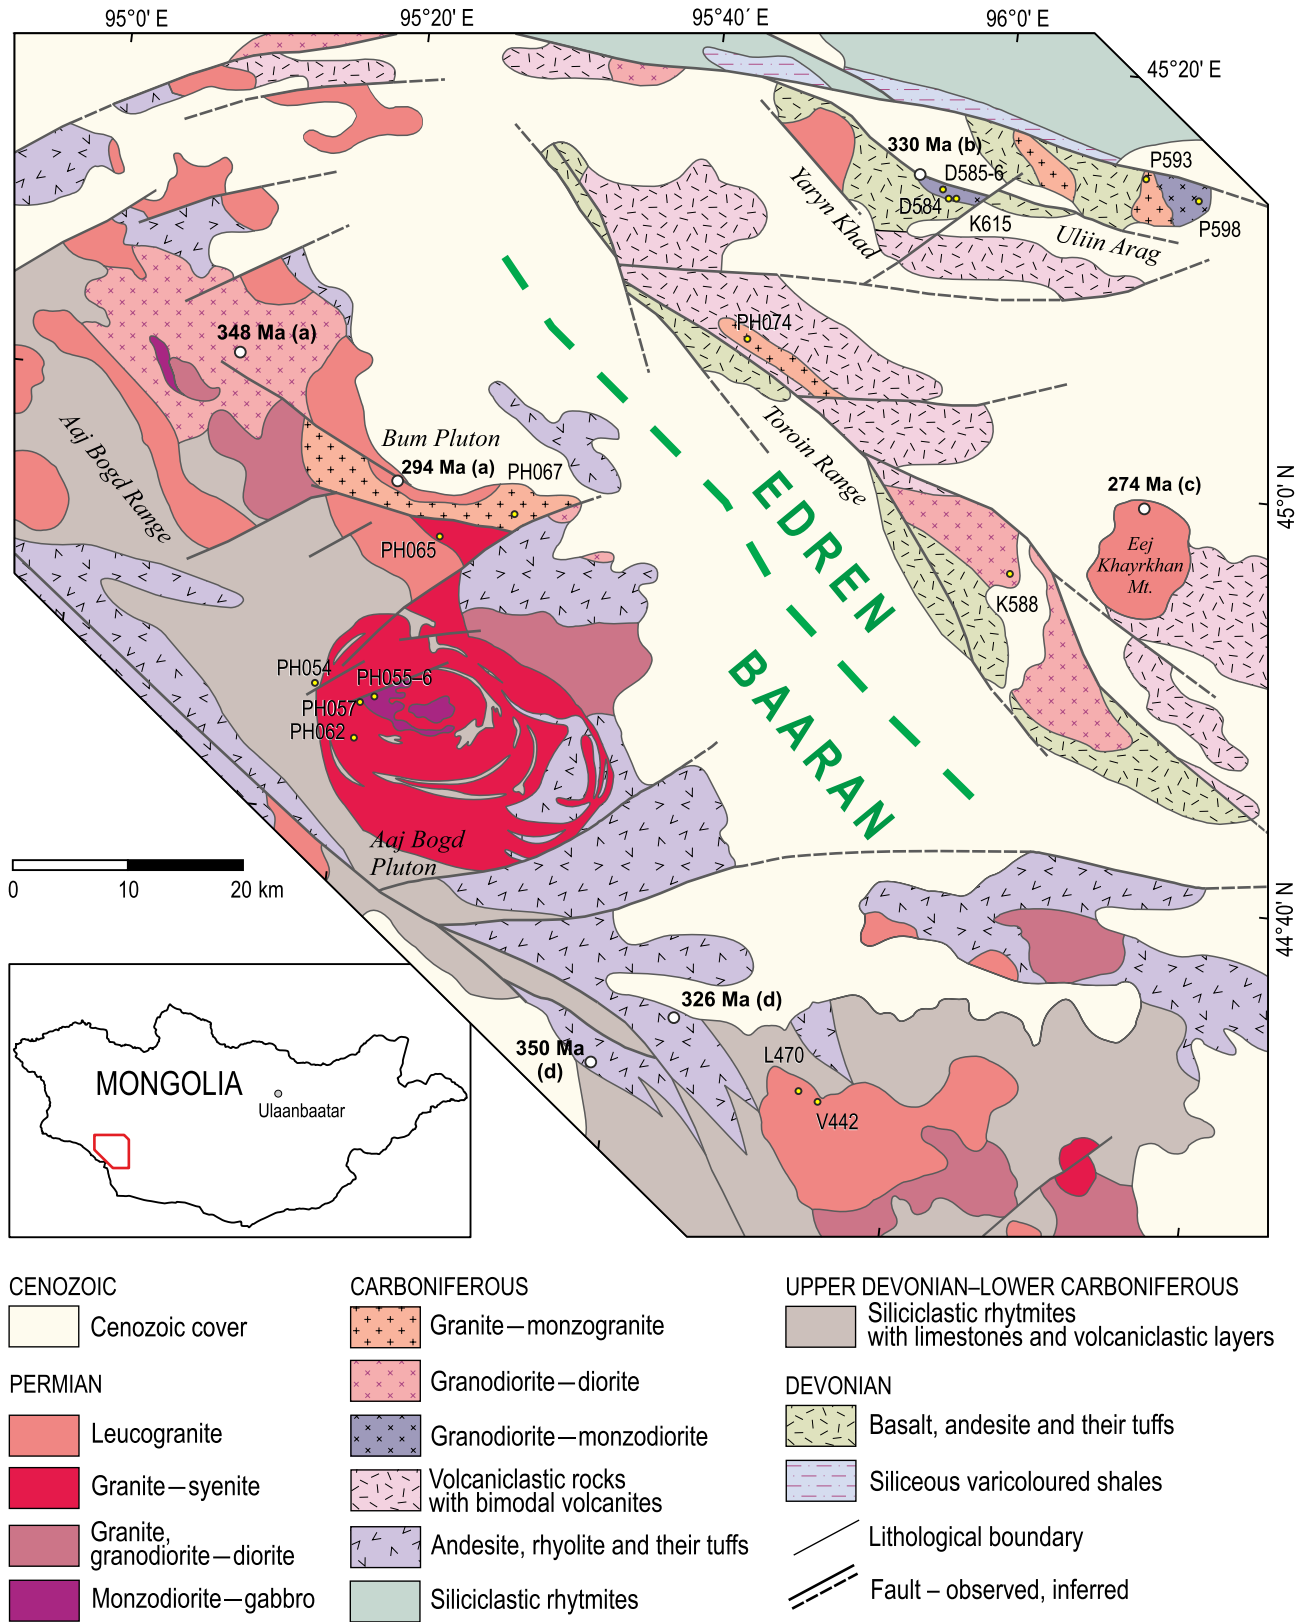 95°0' E
95°20' E
95°40' E
96°0' E
45°20' E
330 Ma (b)
D585-6
D584
K615
P593
P598
Yaryn Khad
Uliin Arag
348 Ma (a)
PH074
Aaj Bogd Range
Bum Pluton
294 Ma (a)
PH067
Toroin Range
274 Ma (c)
45°0' N
PH065
Eej
Khayrkhan
Mt.
EDREN
K588
BAARAN
PH054
PH055–6
PH057
PH062
Aaj Bogd
Pluton
0
10
20 km
44°40' N
326 Ma (d)
350 Ma
(d)
L470
V442
MONGOLIA
Ulaanbaatar
CENOZOIC
Cenozoic cover
PERMIAN
Leucogranite
Granite–syenite
Granite,
granodiorite–diorite
Monzodiorite–gabbro
CARBONIFEROUS
Granite–monzogranite
Granodiorite–diorite
Granodiorite–monzodiorite
Volcaniclastic rocks
with bimodal volcanites
Andesite, rhyolite and their tuffs
Siliciclastic rhytmites
UPPER DEVONIAN–LOWER CARBONIFEROUS
Siliciclastic rhytmites
with limestones and volcaniclastic layers
DEVONIAN
Basalt, andesite and their tuffs
Siliceous varicoloured shales
Lithological boundary
Fault – observed, inferred